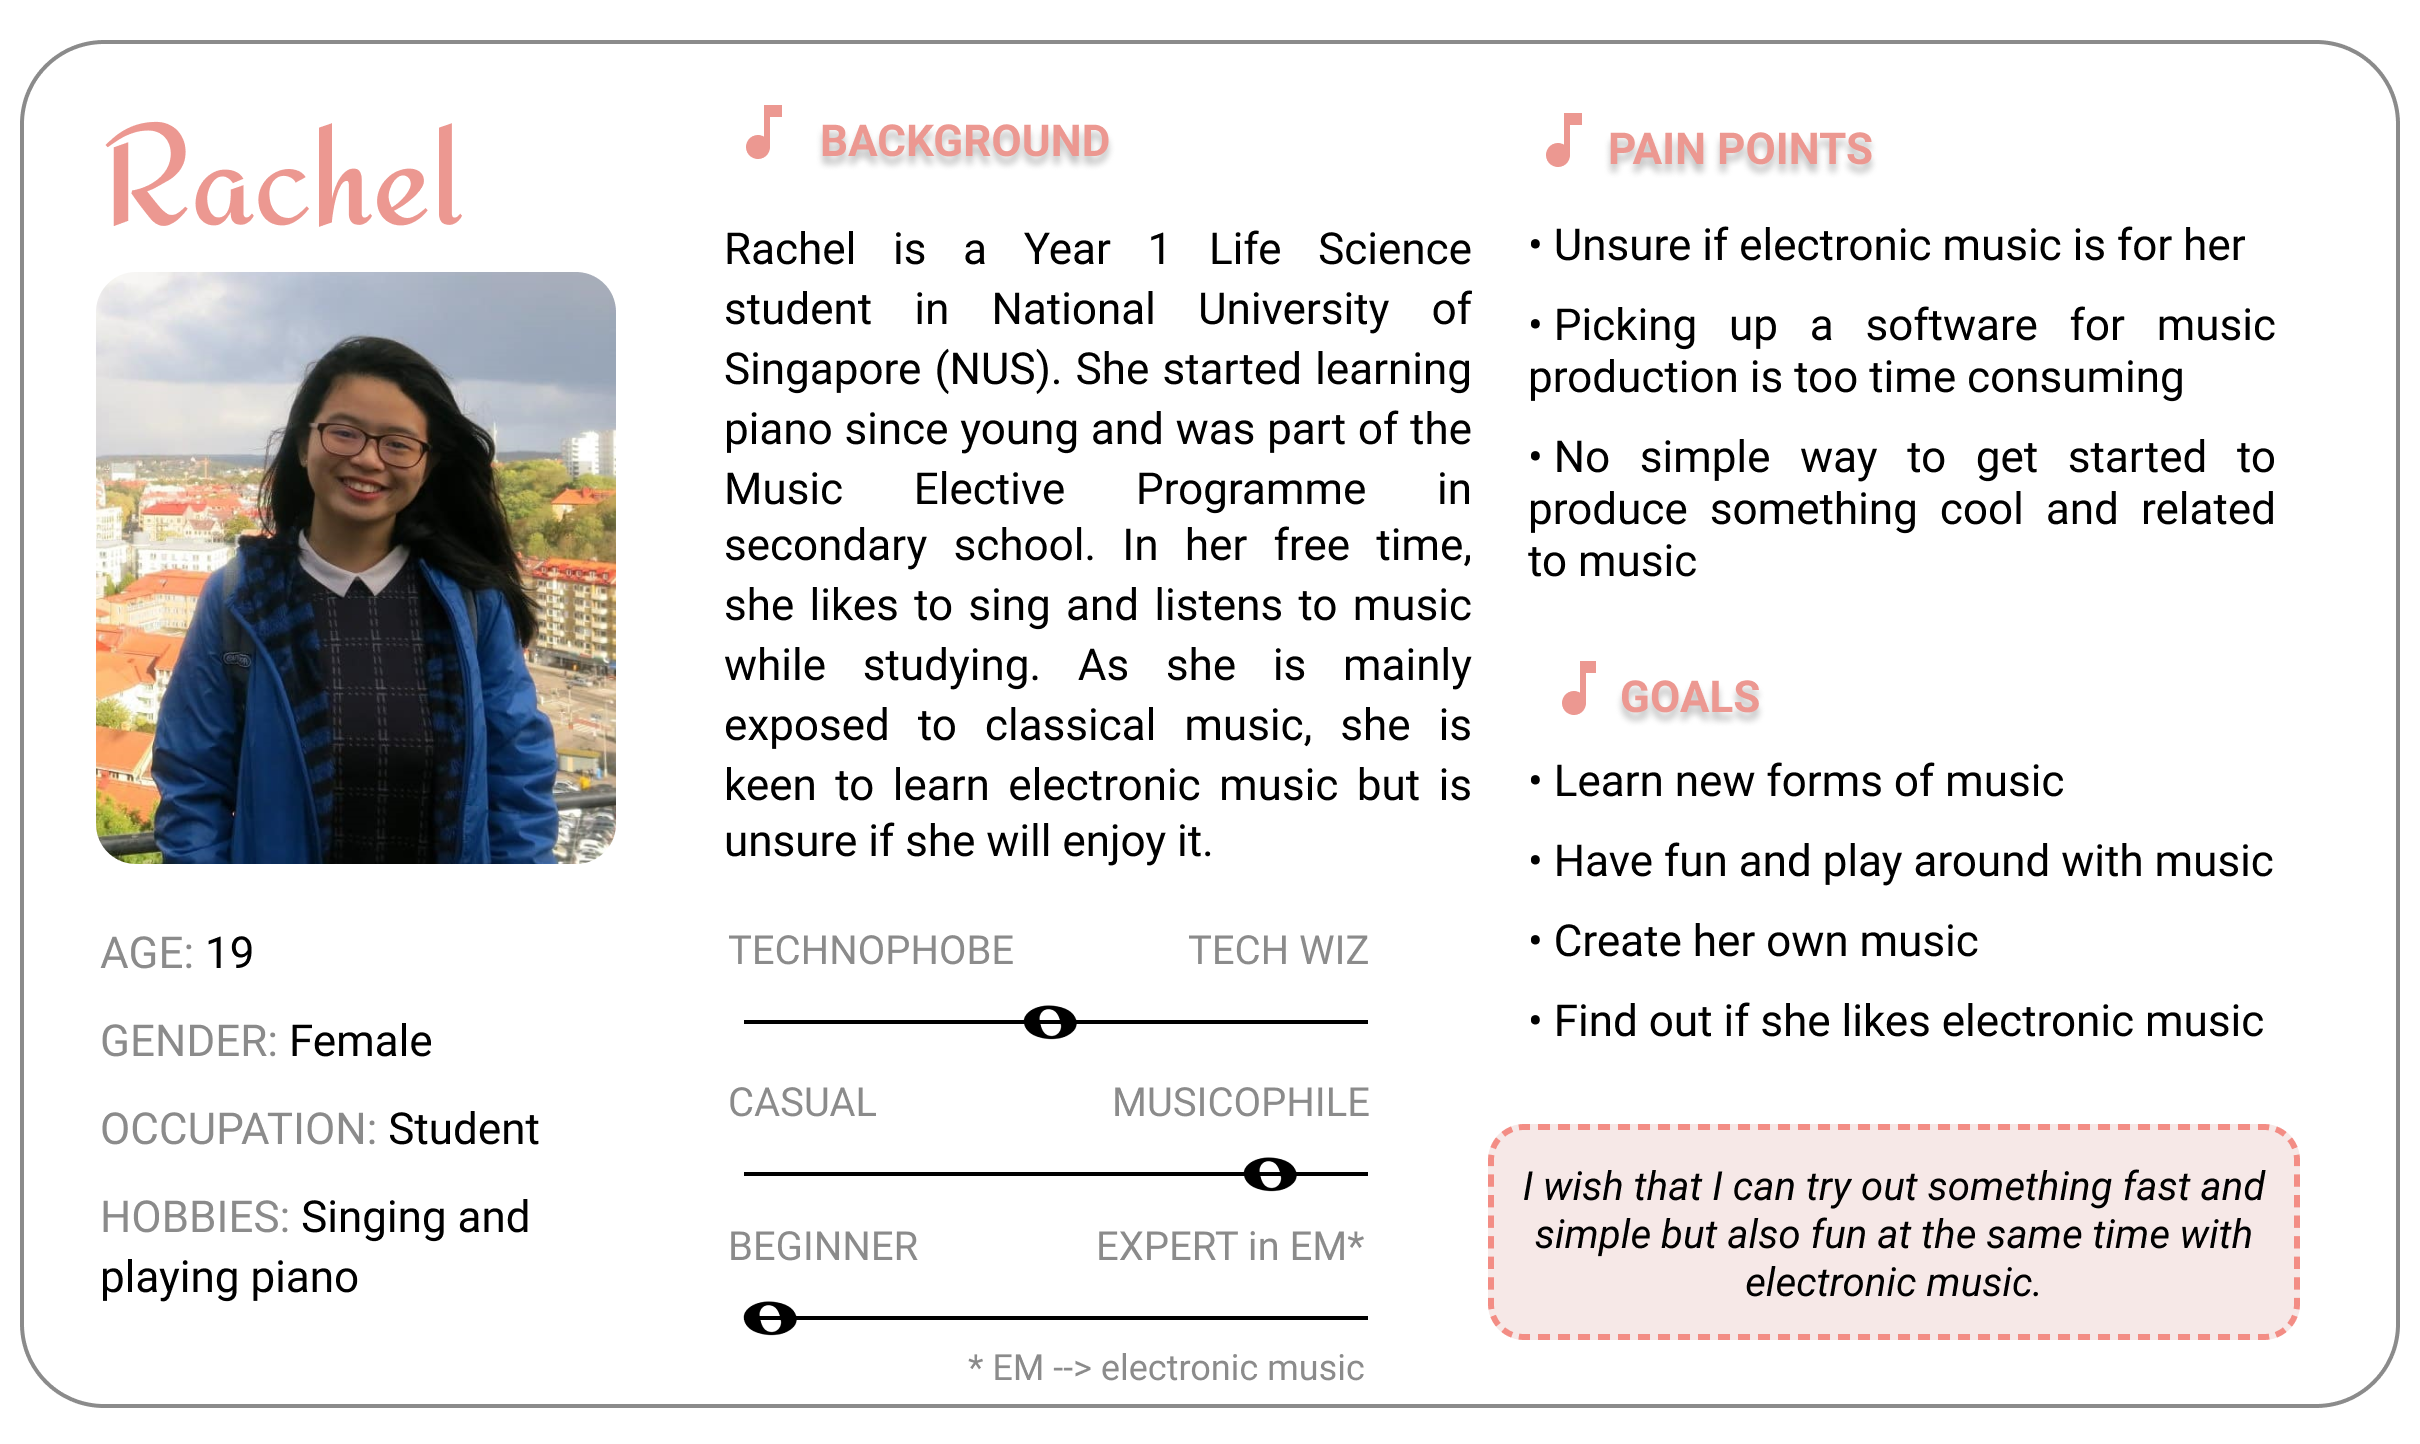 Rachel
AGE: 19
GENDER: Female
OCCUPATION: Student
HOBBIES: Singing and
playing piano
BACKGROUND
Rachel is a Year 1 Life Science
student in National University of
Singapore (NUS). She started learning
piano since young and was part of the
Music Elective Programme in
secondary school. In her free time,
she likes to sing and listens to music
while studying. As she is mainly
exposed to classical music, she is
keen to learn electronic music but is
unsure if she will enjoy it.
TECHNOPHOBE TECH WIZ
CASUAL MUSICOPHILE
BEGINNER EXPERT in EM*
* EM --> electronic music
PAIN POINTS
• Unsure if electronic music is for her
• Picking up a software for music
production is too time consuming
• No simple way to get started to
produce something cool and related
to music
GOALS
• Learn new forms of music
• Have fun and play around with music
• Create her own music
• Find out if she likes electronic music
I wish that I can try out something fast and
simple but also fun at the same time with
electronic music.